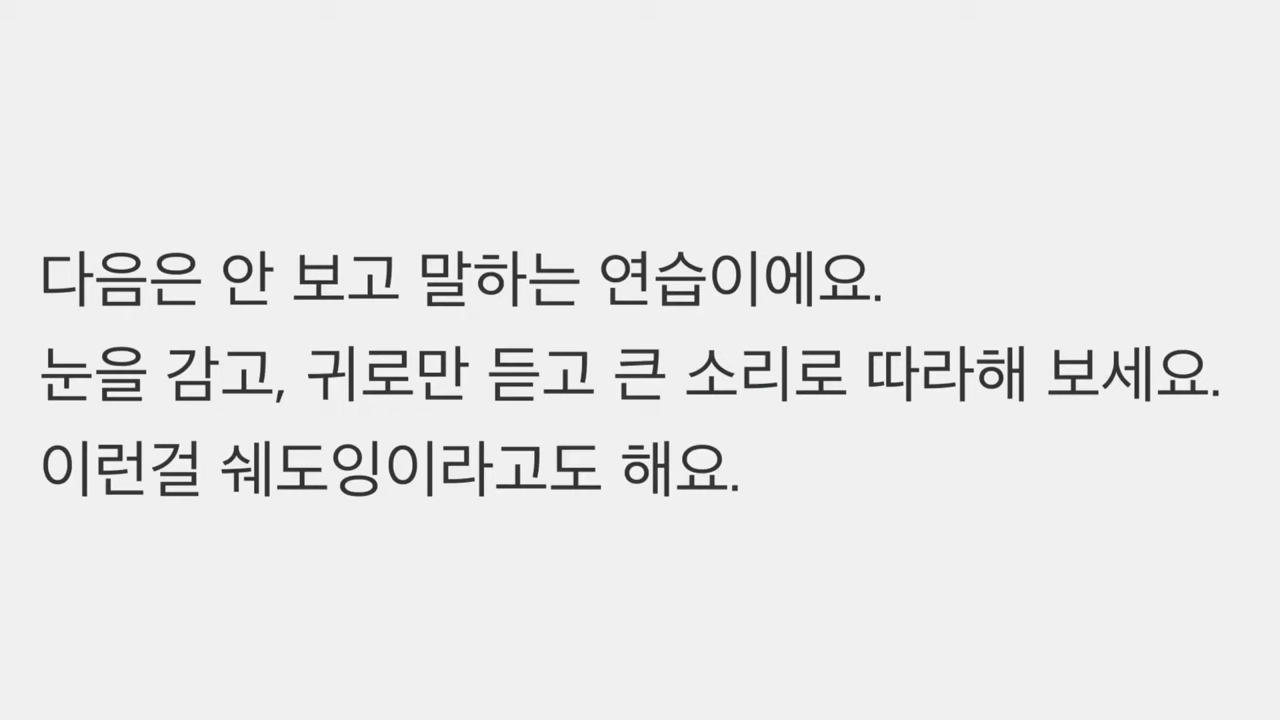 다음은 안 보고 말하는 연습이에요.
눈을 감고, 귀로만 듣고 큰 소리로 따라해 보세요.
이런걸 쉐도잉이라고도 해요.